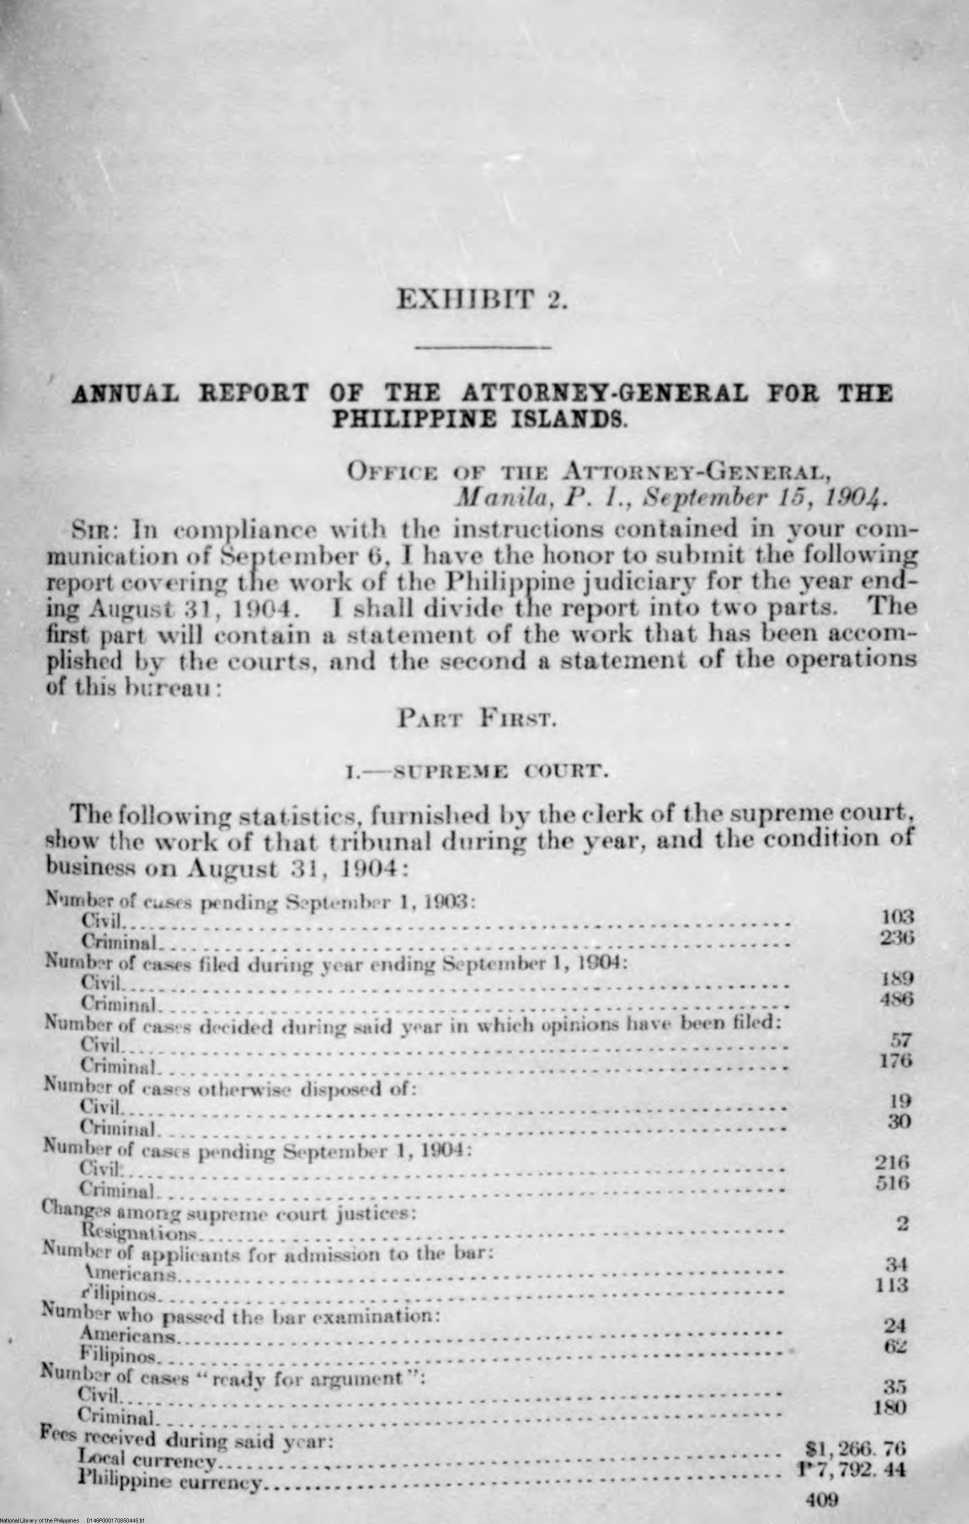 EXHIBIT 2.
ANNUAL REPORT OF THE ATTORNEY-GENERAL FOR THE
PHILIPPINE ISLANDS.
OFFICE OF THE ATTORNEY-GENERAL,
Manila, P. I., September 15, 1904.
SIR: In compliance with the instructions contained in your com-
munication of September 6, I have the honor to submit the following
report covering the work of the Philippine judiciary for the year end-
ing August 31, 1904. I shall divide the report into two parts. The
first part will contain a statement of the work that has been accom-
plished by the courts, and the second a statement of the operations
of this bureau:
PART FIRST.
I.—SUPREME COURT.
The following statistics, furnished by the clerk of the supreme court,
show the work of that tribunal during the year, and the condition of
business on August 31, 1904:
Number of cases pending September 1, 1903:
Civil 103
Criminal 236
Number of cases filed during year ending September 1, 1904:
Civil 189
Criminal 486
Number of cases decided during said year in which opinions have been filed:
Civil 57
Criminal 176
Number of cases otherwise disposed of:
Civil 19
Criminal 30
Number of cases pending September 1, 1904:
Civil 216
Criminal 516
Changes among supreme court justices:
Resignations 2
Number of applicants for admission to the bar:
Americans 34
Filipinos 113
Number who passed the bar examination:
Americans 24
Filipinos 62
Number of cases "ready for argument":
Civil 35
Criminal 180
Fees received during said year:
Local currency $1,266.76
Philippine currency ₱7,792.44
409
National Library of the Philippines